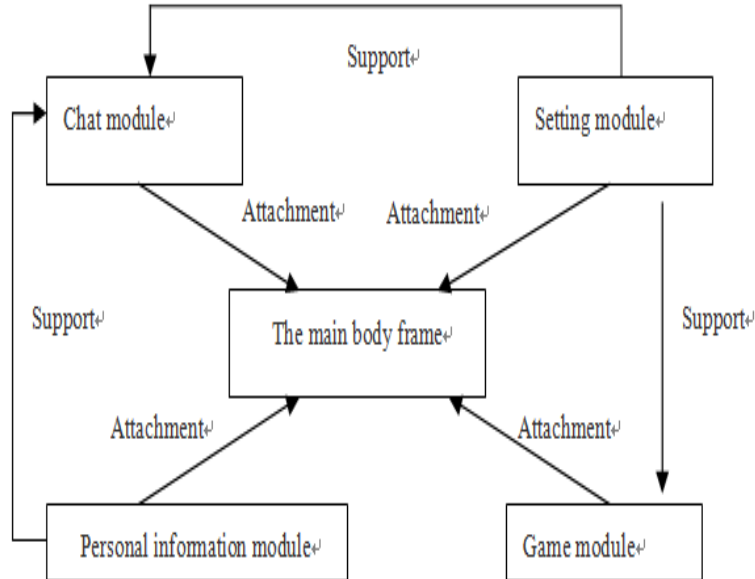 Support↵
Chat module↵
Setting module↵
Attachment↵
Attachment↵
Support↵
The main body frame↵
Support↵
Attachment↵
Attachment↵
Personal information module↵
Game module↵